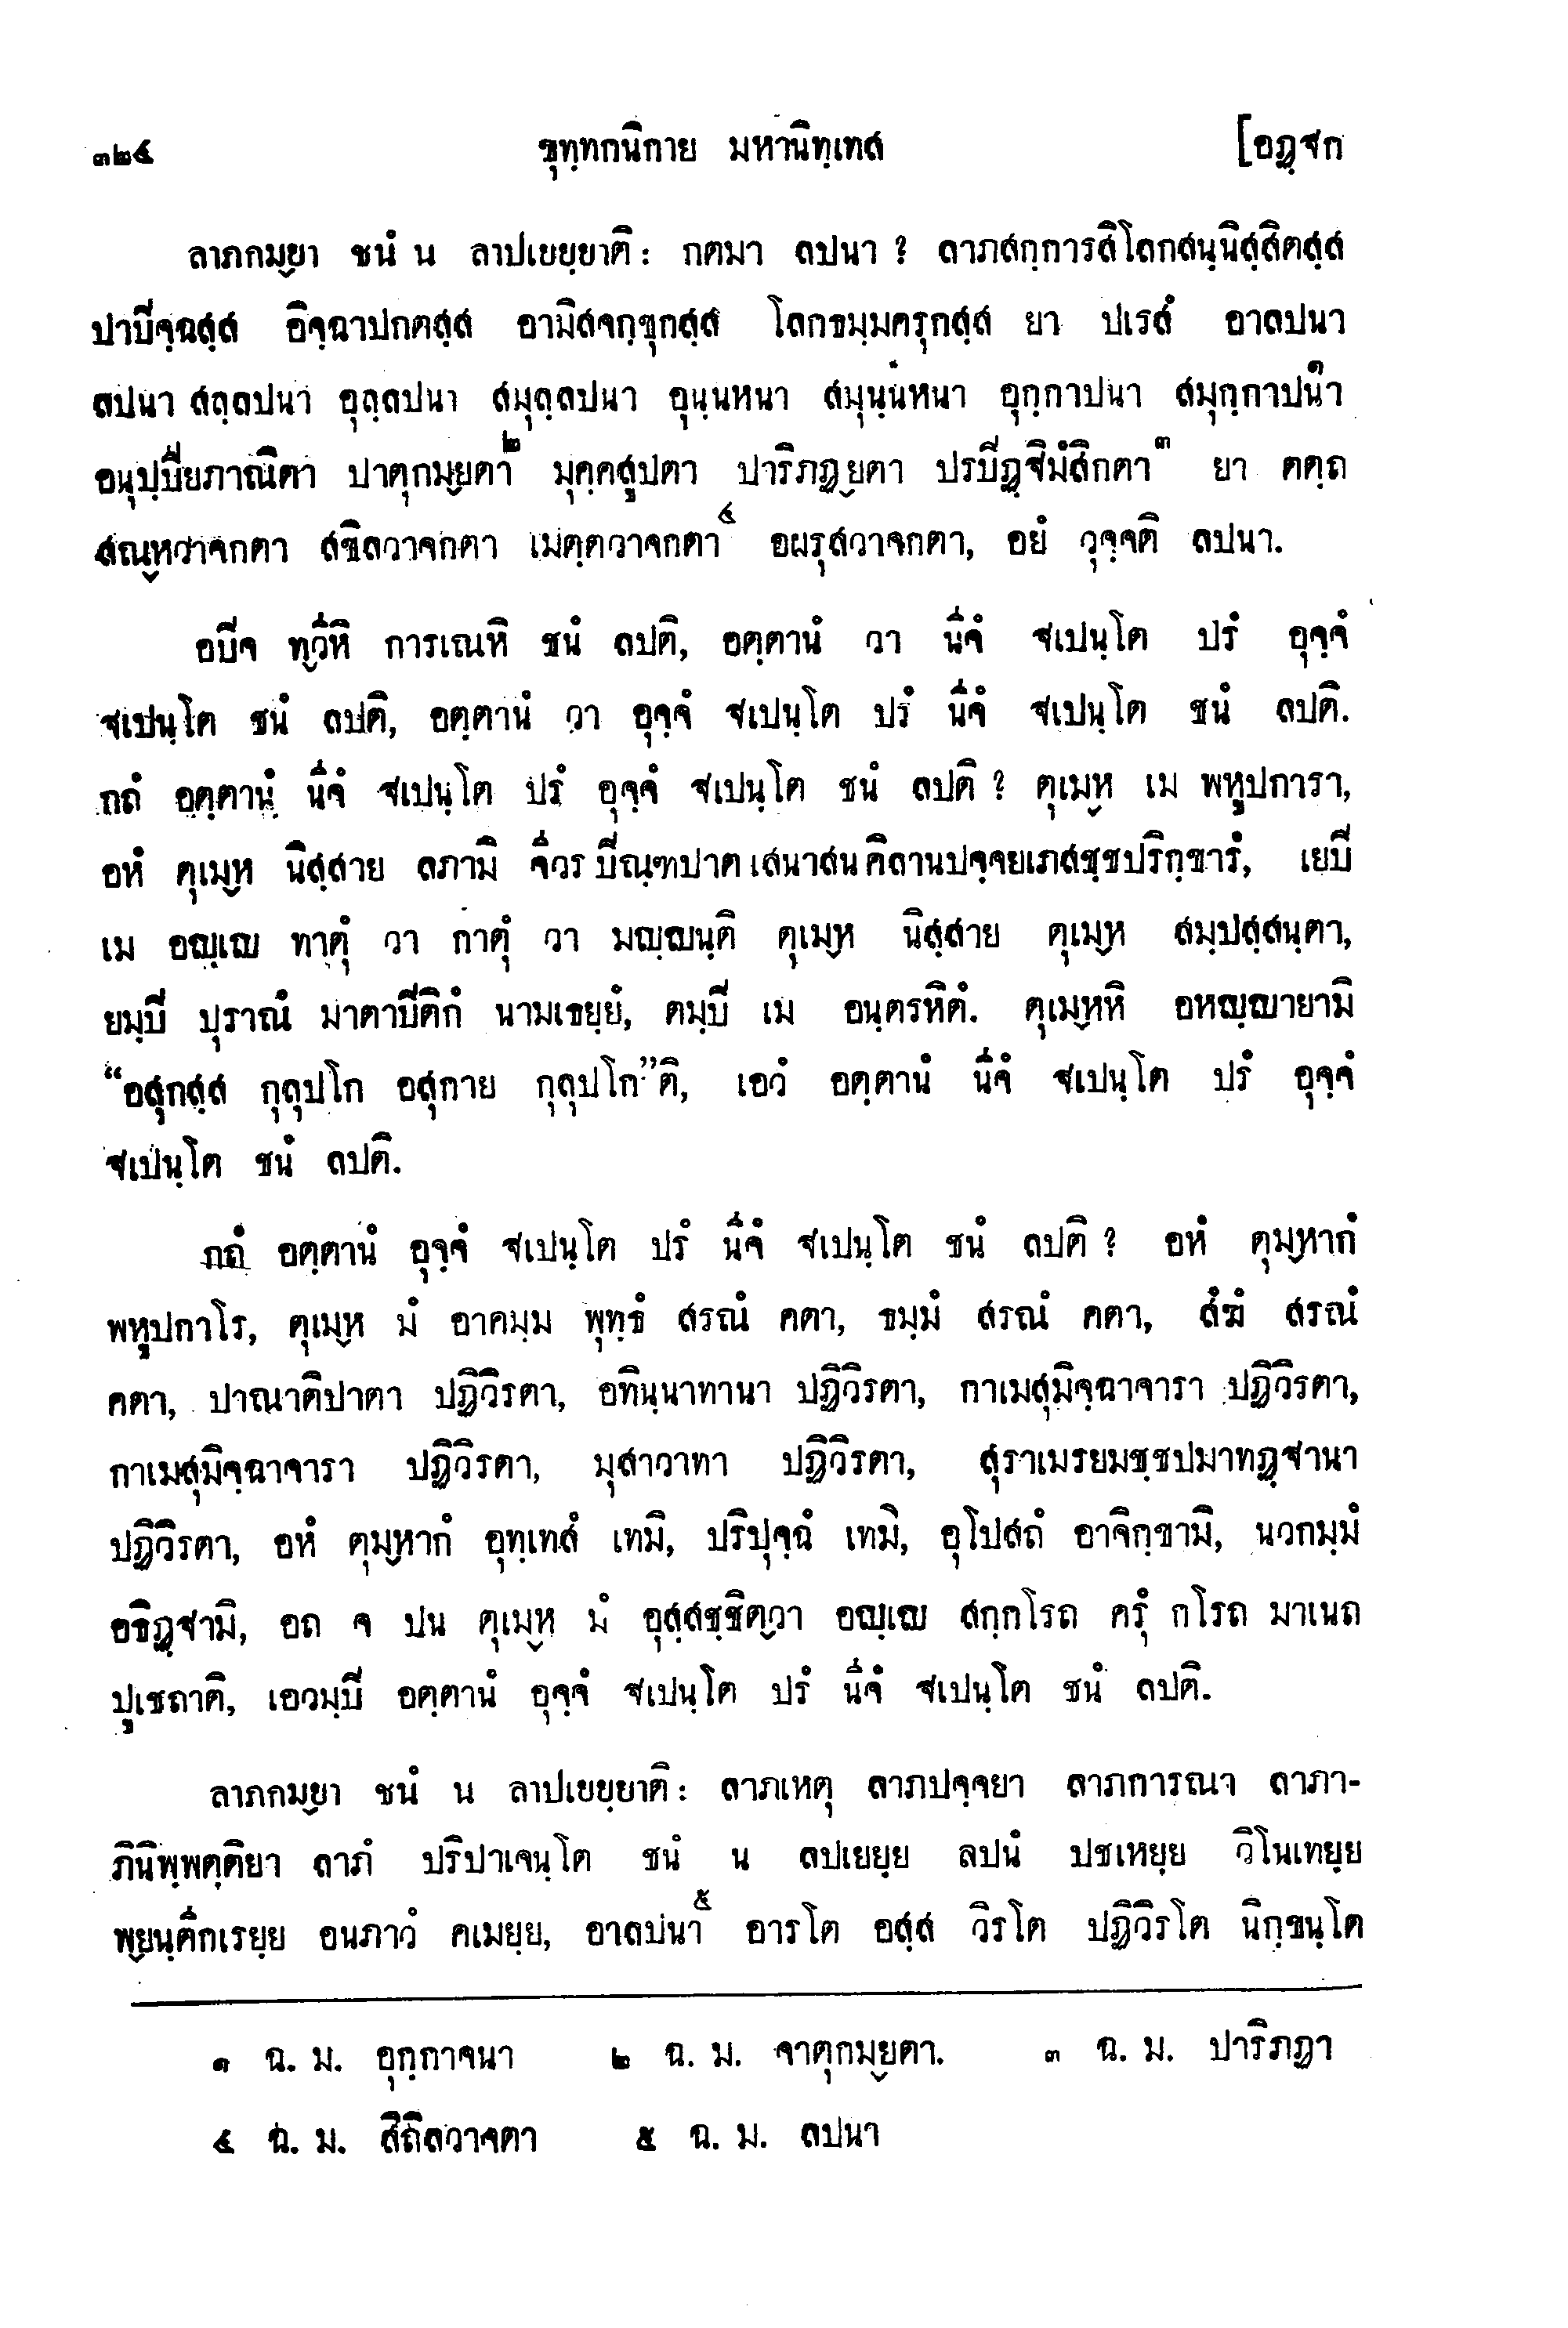 ๓๒๔ ขุทฺทกนิกาย มหานิทฺเทส [อฏฺฐก
ลาภกมฺยา ชนํ น ลาปเยยฺยาติ: กตมา ลปนา ? ลาภสกฺการสิโลกสนฺนิสฺสิตสฺส
ปาปิจฺฉสฺส อิจฺฉาปกตสฺส อามิสจกฺขุกสฺส โลกธมฺมครุกสฺส ยา ปเรสํ อาลปนา
ลปนา สลฺลปนา อุลฺลปนา สมุลฺลปนา อุนฺนหนา สมุนฺนหนา อุกฺกาปนา สมุกฺกาปนา๑
อนุปฺปิยภาณิตา ปาตุกมฺยตา๒ มุคฺคสูปตา ปาริภฏฺยตา ปรปิฏฺฐิมํสิกตา๓ ยา ตตฺถ
สณฺหวาจกตา สขิลวาจกตา เมตฺตวาจกตา๔ อผรุสวาจกตา, อยํ วุจฺจติ ลปนา.
อปิจ ทฺวีหิ การเณหิ ชนํ ลปติ, อตฺตานํ วา นีจํ ฐเปนฺโต ปรํ อุจฺจํ
ฐเปนฺโต ชนํ ลปติ, อตฺตานํ วา อุจฺจํ ฐเปนฺโต ปรํ นีจํ ฐเปนฺโต ชนํ ลปติ.
กถํ อตฺตานํ นีจํ ฐเปนฺโต ปรํ อุจฺจํ ฐเปนฺโต ชนํ ลปติ ? ตุเมฺห เม พหูปการา,
อหํ ตุเมฺห นิสฺสาย ลภามิ จีวร ปิณฺฑปาต เสนาสน คิลานปจฺจยเภสชฺชปริกฺขารํ, เยปิ
เม อญฺเญ ทาตุํ วา กาตุํ วา มญฺญนฺติ ตุเมฺห นิสฺสาย ตุเมฺห สมฺปสฺสนฺตา,
ยมฺปิ ปุราณํ มาตาปิติกํ นามเธยฺยํ, ตมฺปิ เม อนฺตรหิตํ. ตุเมฺหหิ อหญฺญายามิ
“อสุกสฺส กุลุปโก อสุกาย กุลุปโก”ติ, เอวํ อตฺตานํ นีจํ ฐเปนฺโต ปรํ อุจฺจํ
ฐเปนฺโต ชนํ ลปติ.
กถํ อตฺตานํ อุจฺจํ ฐเปนฺโต ปรํ นีจํ ฐเปนฺโต ชนํ ลปติ ? อหํ ตุมฺหากํ
พหูปกาโร, ตุเมฺห มํ อาคมฺม พุทฺธํ สรณํ คตา, ธมฺมํ สรณํ คตา, สํฆํ สรณํ
คตา, ปาณาติปาตา ปฏิวิรตา, อทินฺนาทานา ปฏิวิรตา, กาเมสุมิจฺฉาจารา ปฏิวิรตา,
กาเมสุมิจฺฉาจารา ปฏิวิรตา, มุสาวาทา ปฏิวิรตา, สุราเมรยมชฺชปมาทฏฺฐานา
ปฏิวิรตา, อหํ ตุมฺหากํ อุทฺเทสํ เทมิ, ปริปุจฺฉํ เทมิ, อุโปสถํ อาจิกฺขามิ, นวกมฺมํ
อธิฏฺฐามิ, อถ จ ปน ตุเมฺห มํ อุสฺสชฺชิตฺวา อญฺเญ สกฺกโรถ ครุํ กโรถ มาเนถ
ปูเชถาติ, เอวมฺปิ อตฺตานํ อุจฺจํ ฐเปนฺโต ปรํ นีจํ ฐเปนฺโต ชนํ ลปติ.
ลาภกมฺยา ชนํ น ลาปเยยฺยาติ: ลาภเหตุ ลาภปจฺจยา ลาภการณา ลาภา-
ภินิพฺพตฺติยา ลาภํ ปริปาเจนฺโต ชนํ น ลปเยยฺย ลปนํ ปชเหยฺย วิโนเทยฺย
พฺยนฺตีกเรยฺย อนภาวํ คเมยฺย, อาลปนา๕ อารโต อสฺส วิรโต ปฏิวิรโต นิกฺขนฺโต
๑ ฉ. ม. อุกฺกาจนา ๒ ฉ. ม. จาตุกมฺยตา. ๓ ฉ. ม. ปาริภฏา
๔ ฉ. ม. สิถิลวาจตา ๕ ฉ. ม. ลปนา